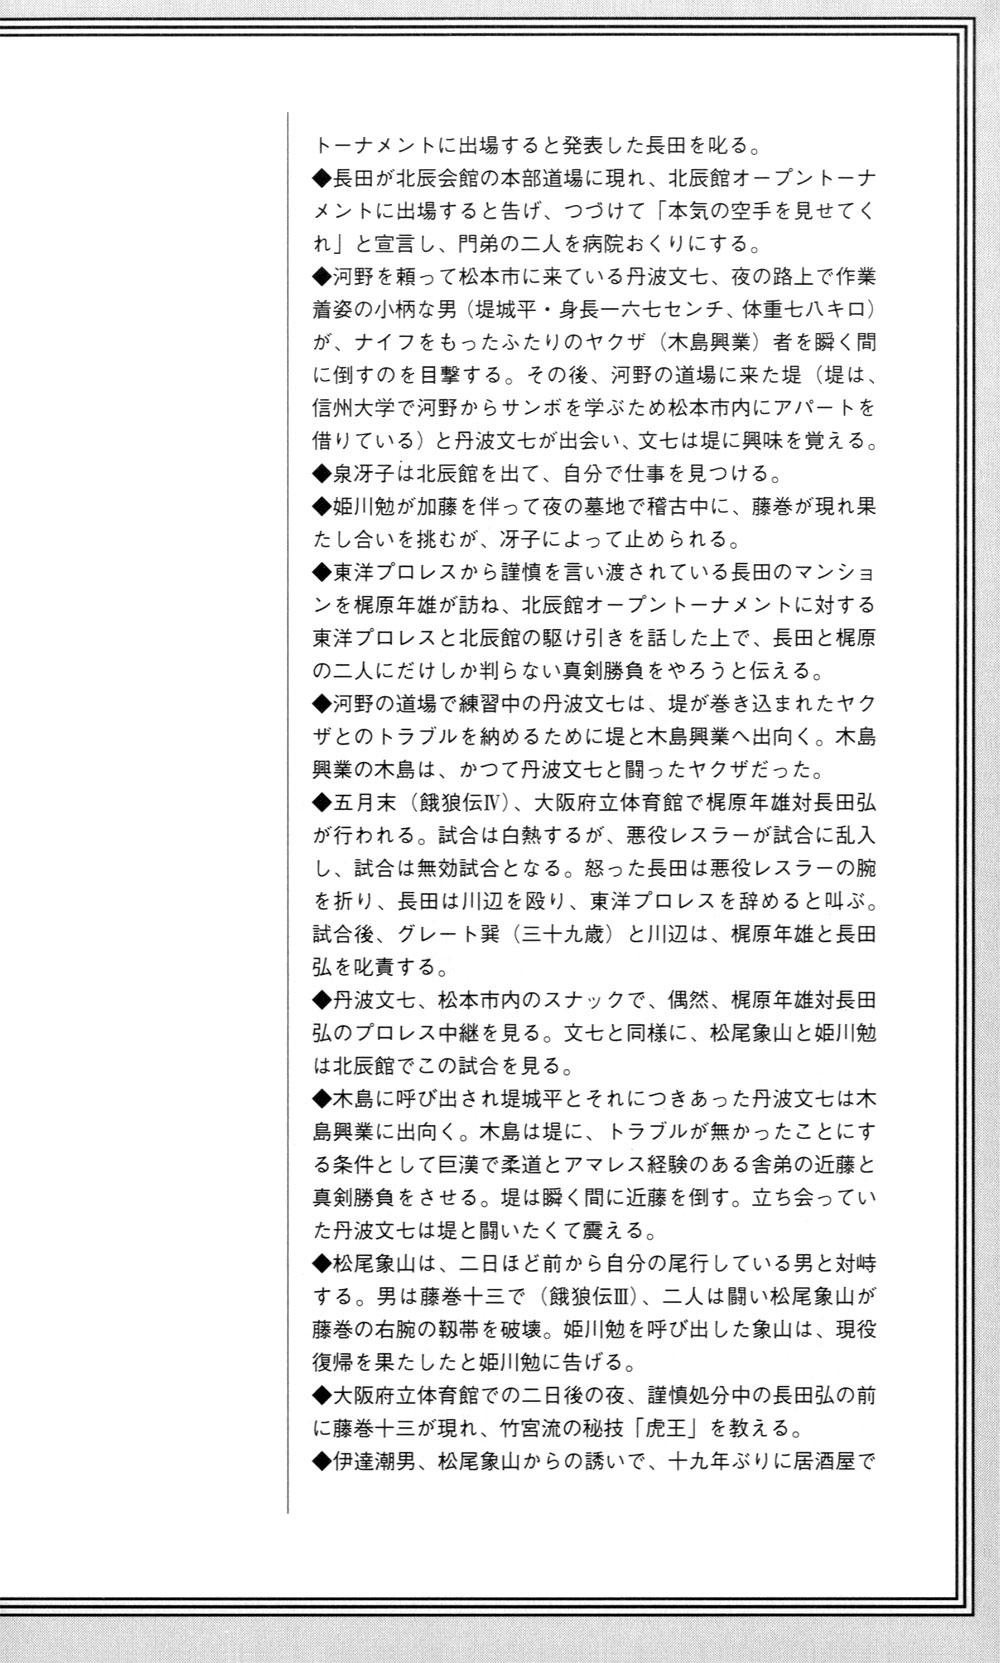 トーナメントに出場すると発表した長田を叱る。
◆長田が北辰会館の本部道場に現れ、北辰館オープントーナ
メントに出場すると告げ、つづけて「本気の空手を見せてく
れ」と宣言し、門弟の二人を病院おくりにする。
◆河野を頼って松本市に来ている丹波文七、夜の路上で作業
着姿の小柄な男（堤城平・身長一六七センチ、体重七八キロ）
が、ナイフをもったふたりのヤクザ（木島興業）者を瞬く間
に倒すのを目撃する。その後、河野の道場に来た堤（堤は、
信州大学で河野からサンボを学ぶため松本市内にアパートを
借りている）と丹波文七が出会い、文七は堤に興味を覚える。
◆泉冴子は北辰館を出て、自分で仕事を見つける。
◆姫川勉が加藤を伴って夜の墓地で稽古中に、藤巻が現れ果
たし合いを挑むが、冴子によって止められる。
◆東洋プロレスから謹慎を言い渡されている長田のマンショ
ンを梶原年雄が訪ね、北辰館オープントーナメントに対する
東洋プロレスと北辰館の駆け引きを話した上で、長田と梶原
の二人にだけしか判らない真剣勝負をやろうと伝える。
◆河野の道場で練習中の丹波文七は、堤が巻き込まれたヤク
ザとのトラブルを納めるために堤と木島興業へ出向く。木島
興業の木島は、かつて丹波文七と闘ったヤクザだった。
◆五月末（餓狼伝Ⅳ）、大阪府立体育館で梶原年雄対長田弘
が行われる。試合は白熱するが、悪役レスラーが試合に乱入
し、試合は無効試合となる。怒った長田は悪役レスラーの腕
を折り、長田は川辺を殴り、東洋プロレスを辞めると叫ぶ。
試合後、グレート巽（三十九歳）と川辺は、梶原年雄と長田
弘を叱責する。
◆丹波文七、松本市内のスナックで、偶然、梶原年雄対長田
弘のプロレス中継を見る。文七と同様に、松尾象山と姫川勉
は北辰館でこの試合を見る。
◆木島に呼び出され堤城平とそれにつきあった丹波文七は木
島興業に出向く。木島は堤に、トラブルが無かったことにす
る条件として巨漢で柔道とアマレス経験のある舎弟の近藤と
真剣勝負をさせる。堤は瞬く間に近藤を倒す。立ち会ってい
た丹波文七は堤と闘いたくて震える。
◆松尾象山は、二日ほど前から自分の尾行している男と対峙
する。男は藤巻十三で（餓狼伝Ⅲ）、二人は闘い松尾象山が
藤巻の右腕の靱帯を破壊。姫川勉を呼び出した象山は、現役
復帰を果たしたと姫川勉に告げる。
◆大阪府立体育館での二日後の夜、謹慎処分中の長田弘の前
に藤巻十三が現れ、竹宮流の秘技「虎王」を教える。
◆伊達潮男、松尾象山からの誘いで、十九年ぶりに居酒屋で